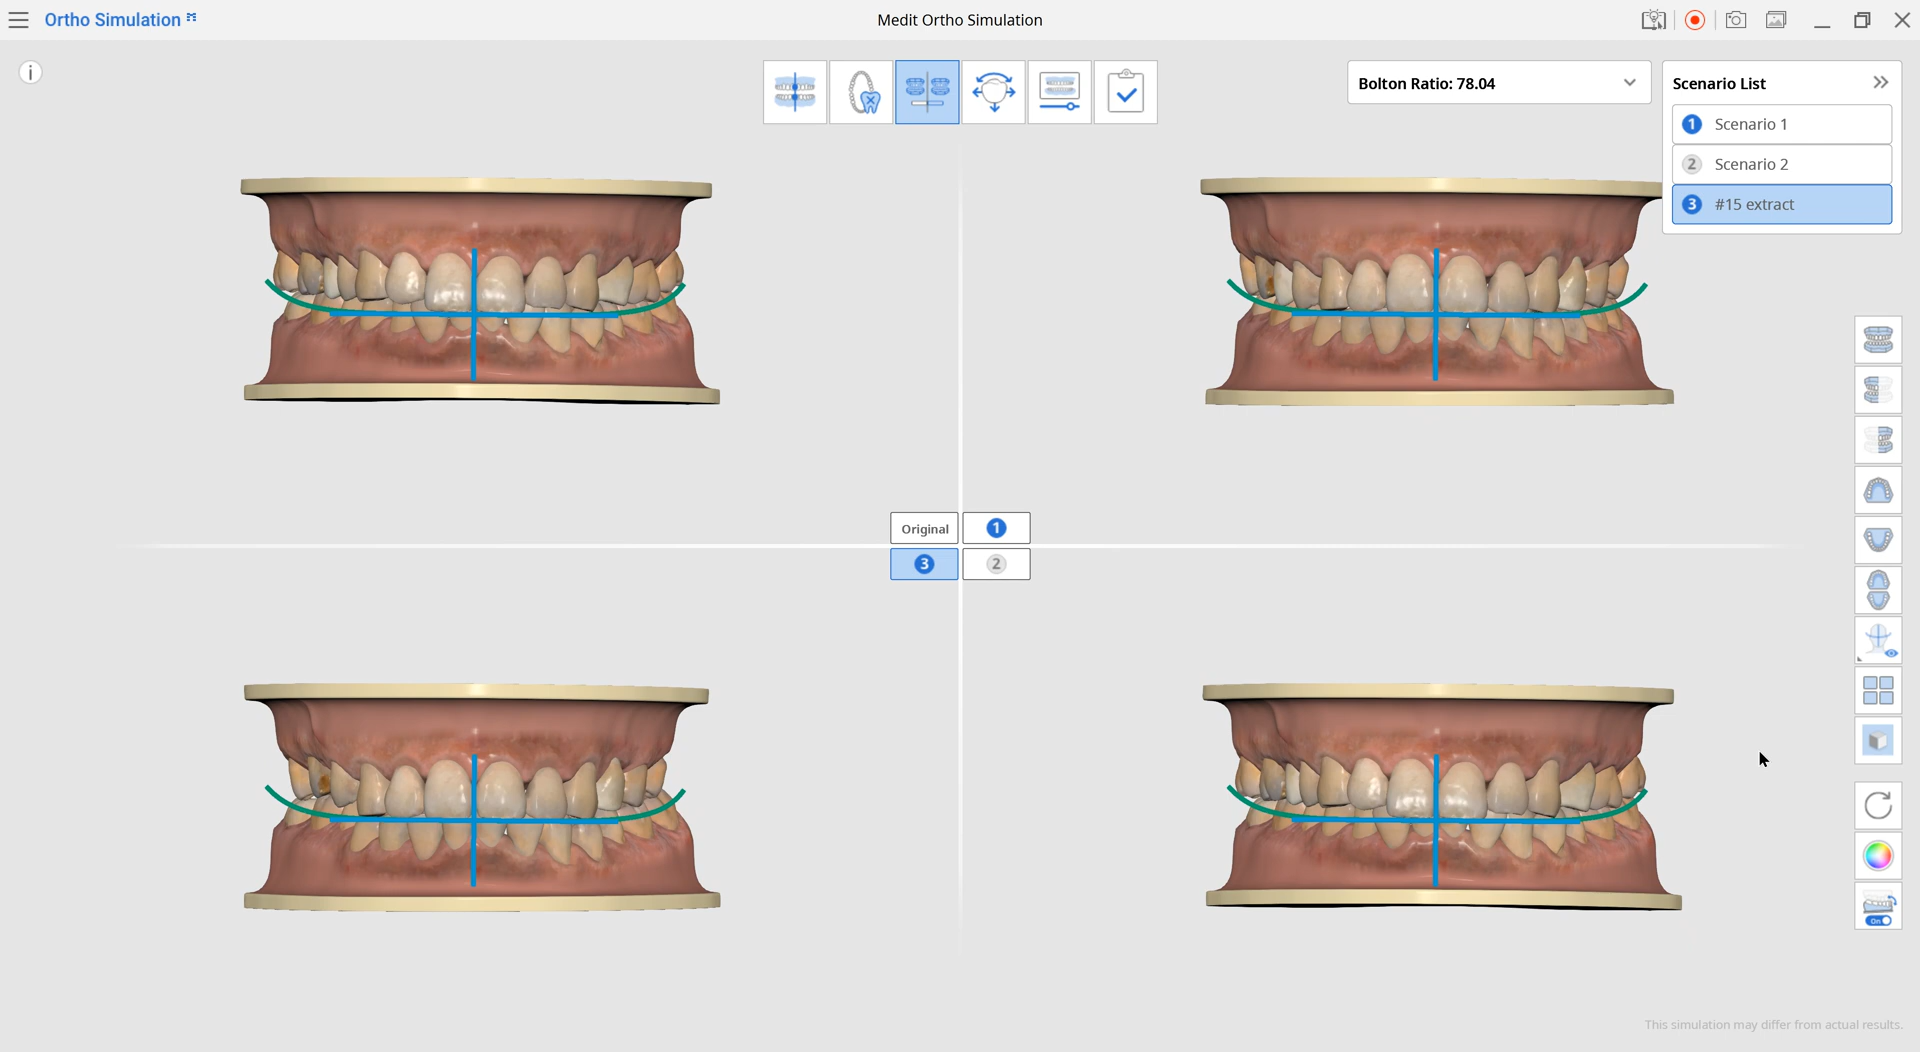 Ortho Simulation
Medit Ortho Simulation
Bolton Ratio: 78.04
Scenario List
1 Scenario 1
2 Scenario 2
3 #15 extract
Original
1
3
2
On
This simulation may differ from actual results.